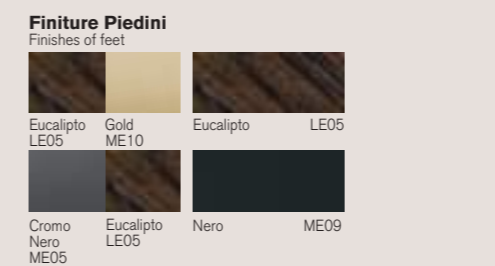 Finiture Piedini
Finishes of feet
Eucalipto Gold Eucalipto LE05
LE05 ME10
Cromo Eucalipto Nero ME09
Nero LE05
ME05